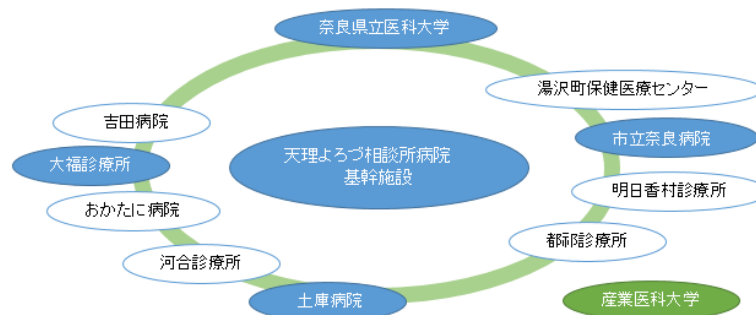 奈良県立医科大学
湯沢町保健医療センター
吉田病院
市立奈良病院
大福診療所
天理よろづ相談所病院
基幹施設
明日香村診療所
おかたに病院
都祁診療所
河合診療所
土庫病院
産業医科大学